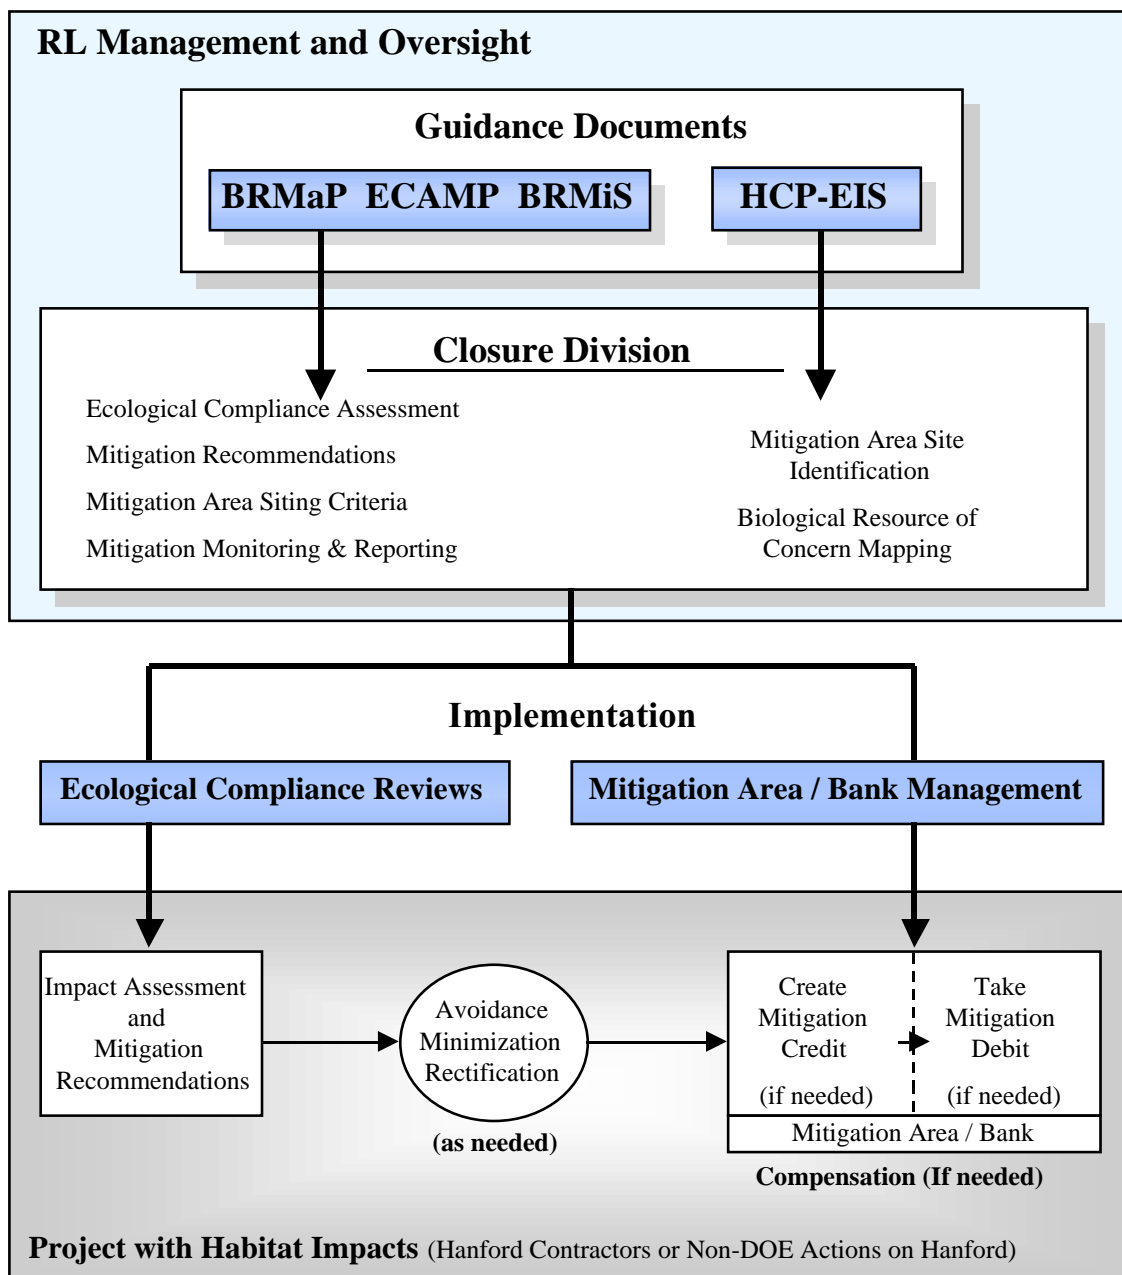 RL Management and Oversight
Guidance Documents
BRMaP ECAMP BRMiS
HCP-EIS
Closure Division
Ecological Compliance Assessment
Mitigation Recommendations
Mitigation Area Siting Criteria
Mitigation Monitoring & Reporting
Mitigation Area Site
Identification
Biological Resource of
Concern Mapping
Implementation
Ecological Compliance Reviews
Mitigation Area / Bank Management
Impact Assessment
and
Mitigation
Recommendations
Avoidance
Minimization
Rectification
(as needed)
Create
Mitigation
Credit
(if needed)
Take
Mitigation
Debit
(if needed)
Mitigation Area / Bank
Compensation (If needed)
Project with Habitat Impacts (Hanford Contractors or Non-DOE Actions on Hanford)